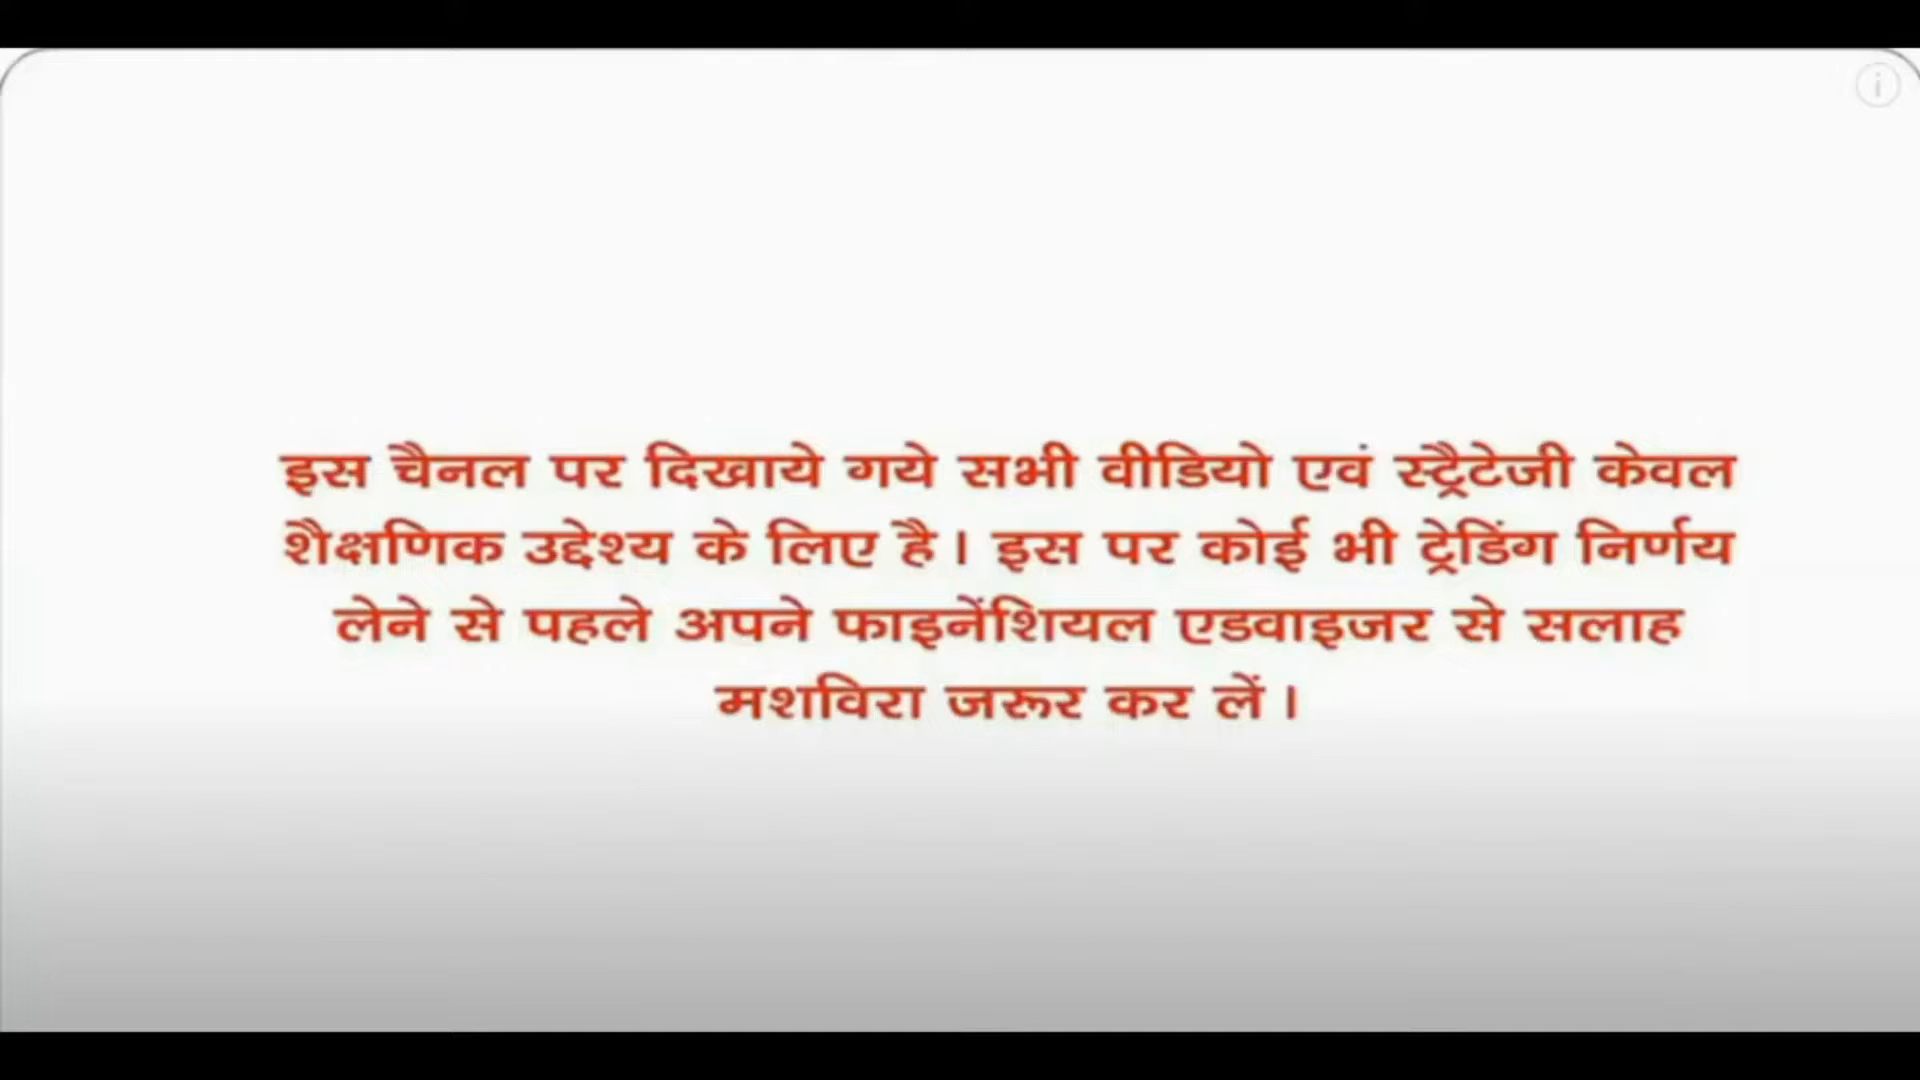 इस चैनल पर दिखाये गये सभी वीडियो एवं स्ट्रैटेजी केवल
शैक्षणिक उद्देश्य के लिए है। इस पर कोई भी ट्रेडिंग निर्णय
लेने से पहले अपने फाइनेंशियल एडवाइजर से सलाह
मशविरा जरूर कर लें।